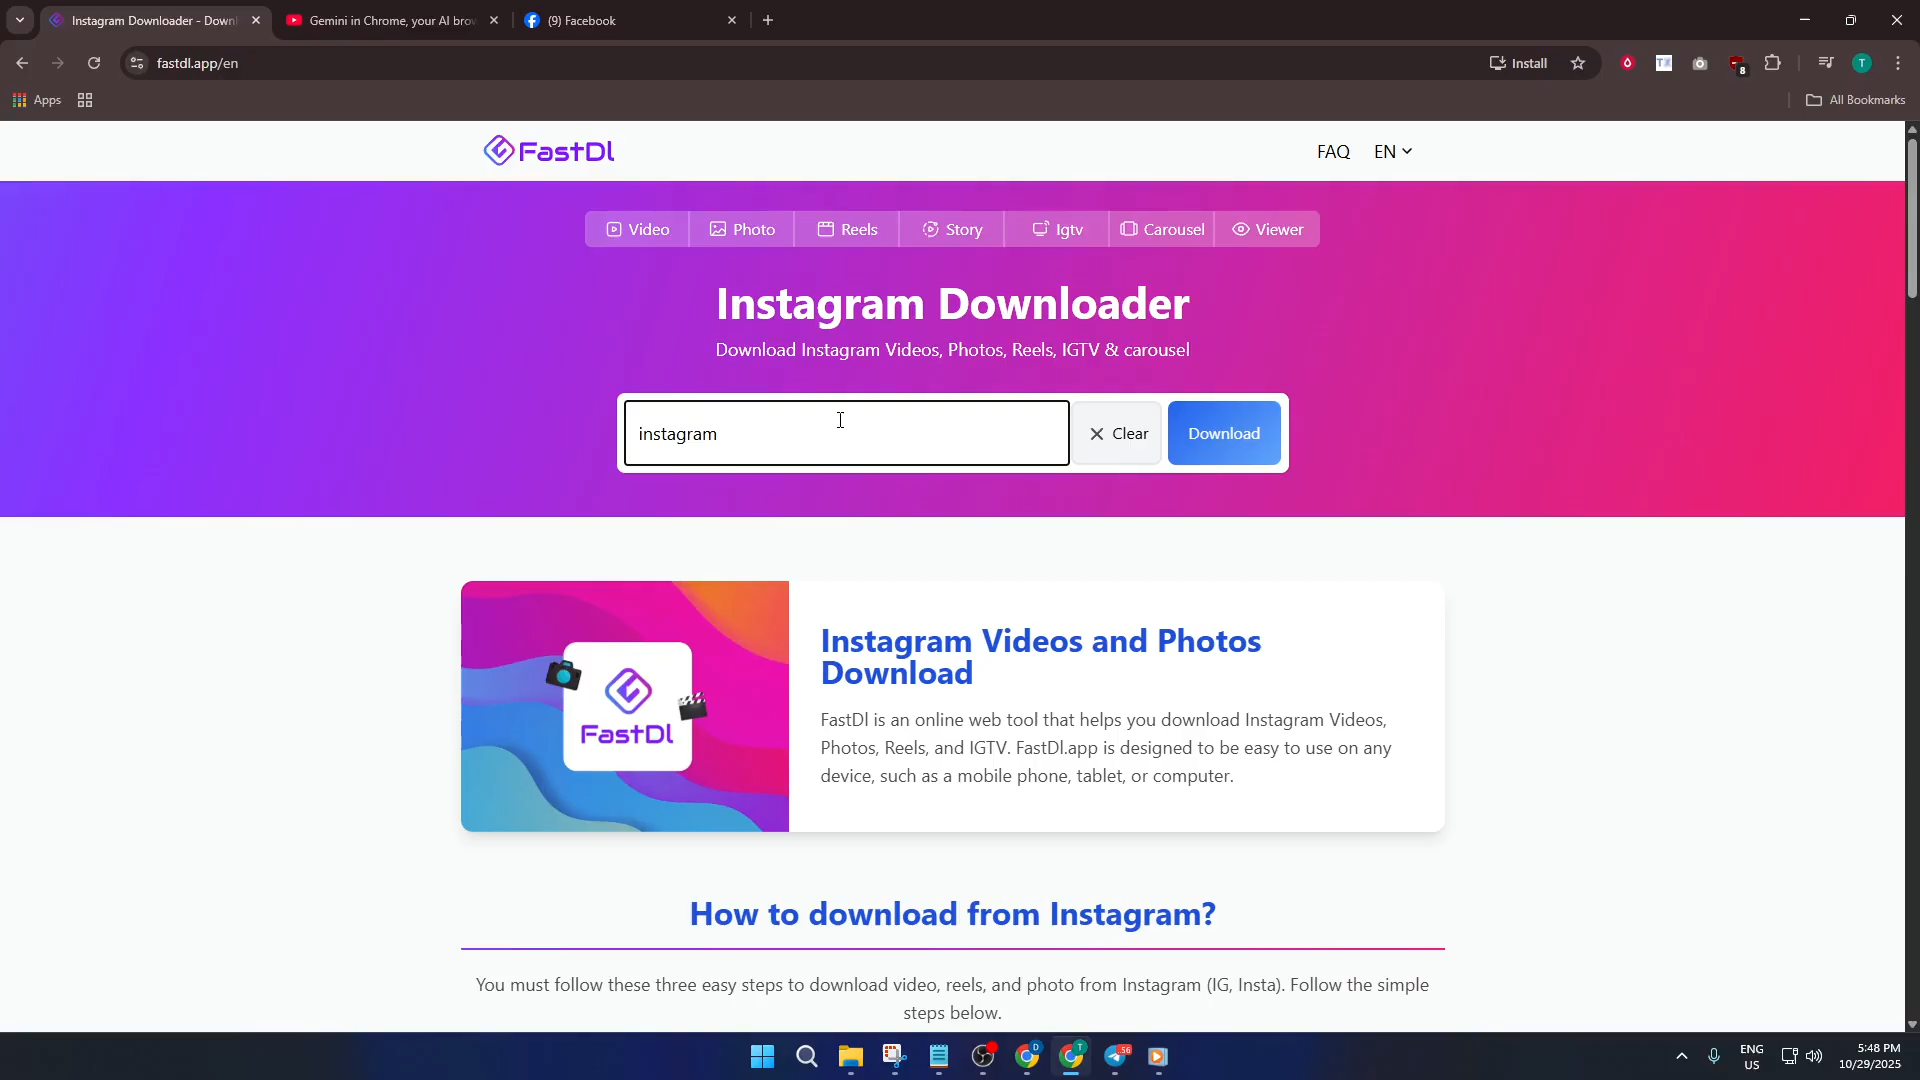 Instagram Downloader - Downl
Gemini in Chrome, your AI brow
(9) Facebook
fastdl.app/en
Install
TX
8
T
Apps
All Bookmarks
FastDl
FAQ
EN
Video
Photo
Reels
Story
Igtv
Carousel
Viewer
Instagram Downloader
Download Instagram Videos, Photos, Reels, IGTV & carousel
instagram
Clear
Download
FastDl
Instagram Videos and Photos
Download
FastDl is an online web tool that helps you download Instagram Videos,
Photos, Reels, and IGTV. FastDl.app is designed to be easy to use on any
device, such as a mobile phone, tablet, or computer.
How to download from Instagram?
You must follow these three easy steps to download video, reels, and photo from Instagram (IG, Insta). Follow the simple
steps below.
D
T
56
ENG
US
5:48 PM
10/29/2025